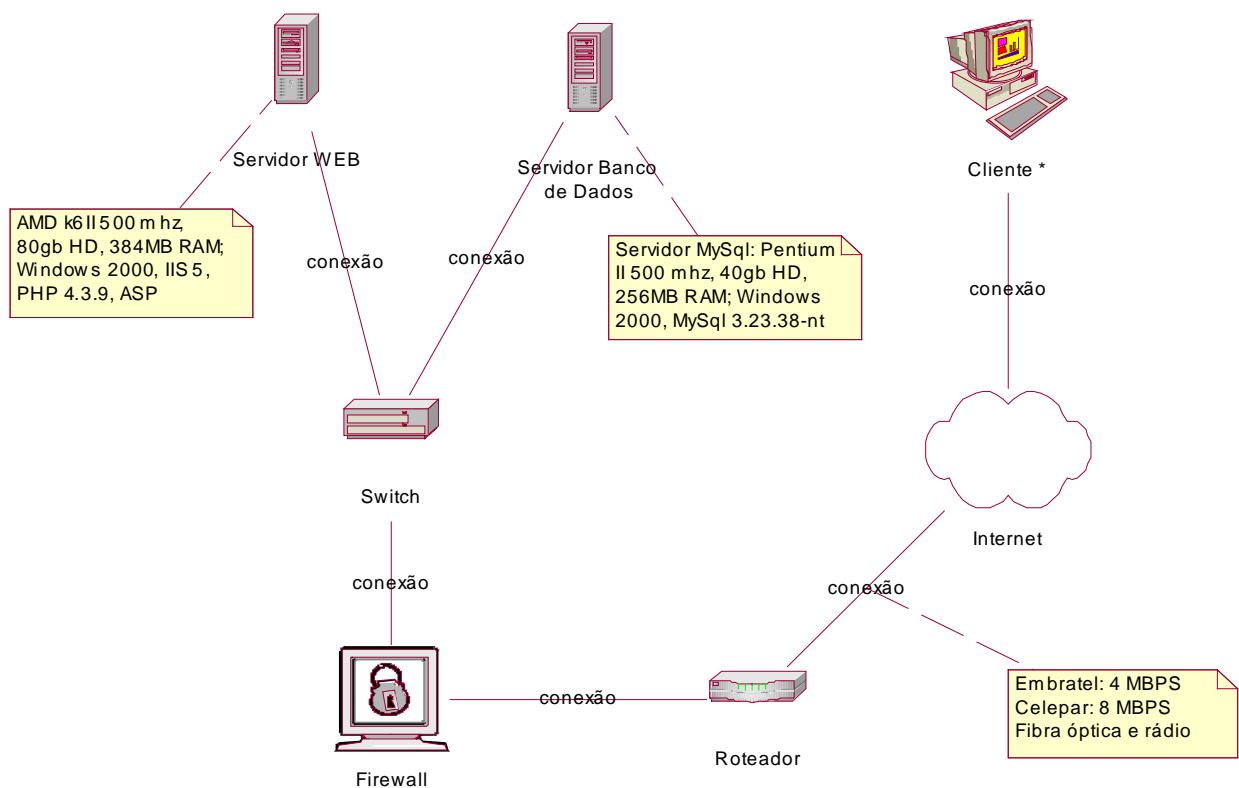 Servidor WEB
Servidor Banco
de Dados
Cliente *
AMD k6II 500 mhz,
80gb HD, 384MB RAM;
Windows 2000, IIS 5,
PHP 4.3.9, ASP
conexão
conexão
Servidor MySql: Pentium
II 500 mhz, 40gb HD,
256MB RAM; Windows
2000, MySql 3.23.38-nt
conexão
Switch
Internet
conexão
conexão
Embratel: 4 MBPS
Celepar: 8 MBPS
Fibra óptica e rádio
conexão
Roteador
Firewall